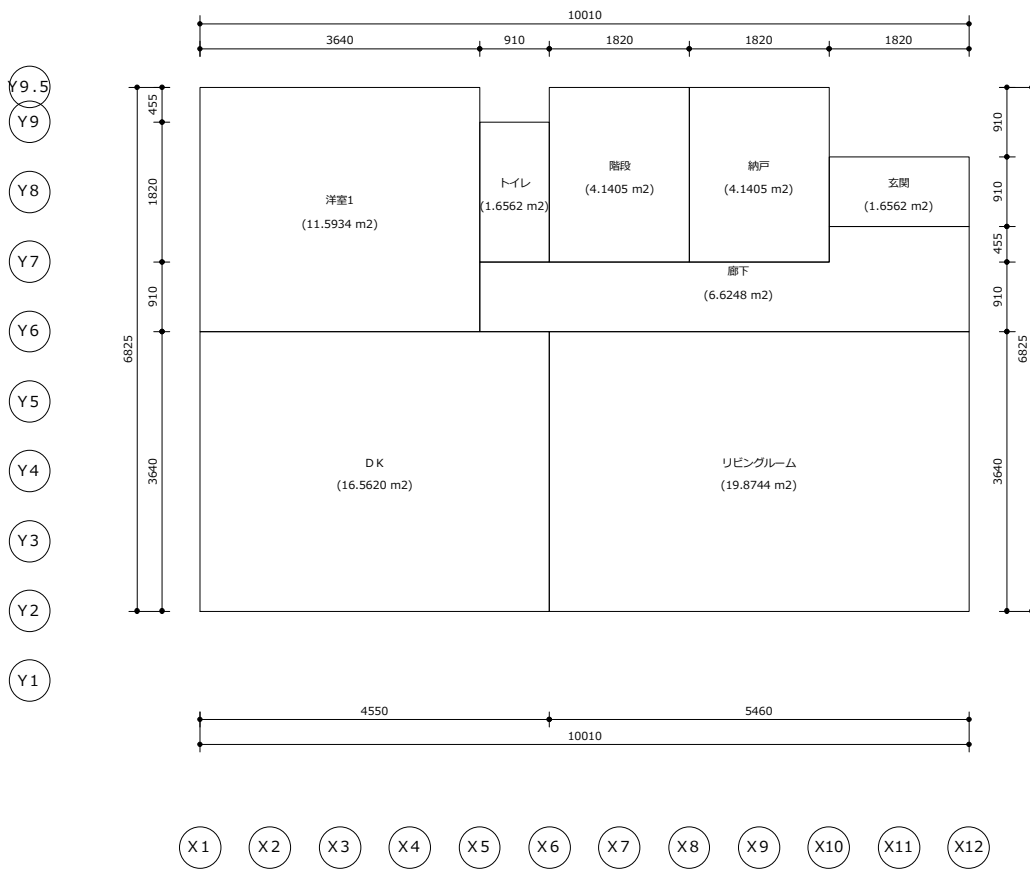 10010
3640
910
1820
1820
1820
Y9.5
Y9
Y8
Y7
Y6
Y5
Y4
Y3
Y2
Y1
455
1820
910
3640
6825
洋室1
(11.5934 m2)
トイレ
(1.6562 m2)
階段
(4.1405 m2)
納戸
(4.1405 m2)
玄関
(1.6562 m2)
廊下
(6.6248 m2)
ＤＫ
(16.5620 m2)
リビングルーム
(19.8744 m2)
910
910
455
910
3640
6825
4550
5460
10010
X1
X2
X3
X4
X5
X6
X7
X8
X9
X10
X11
X12